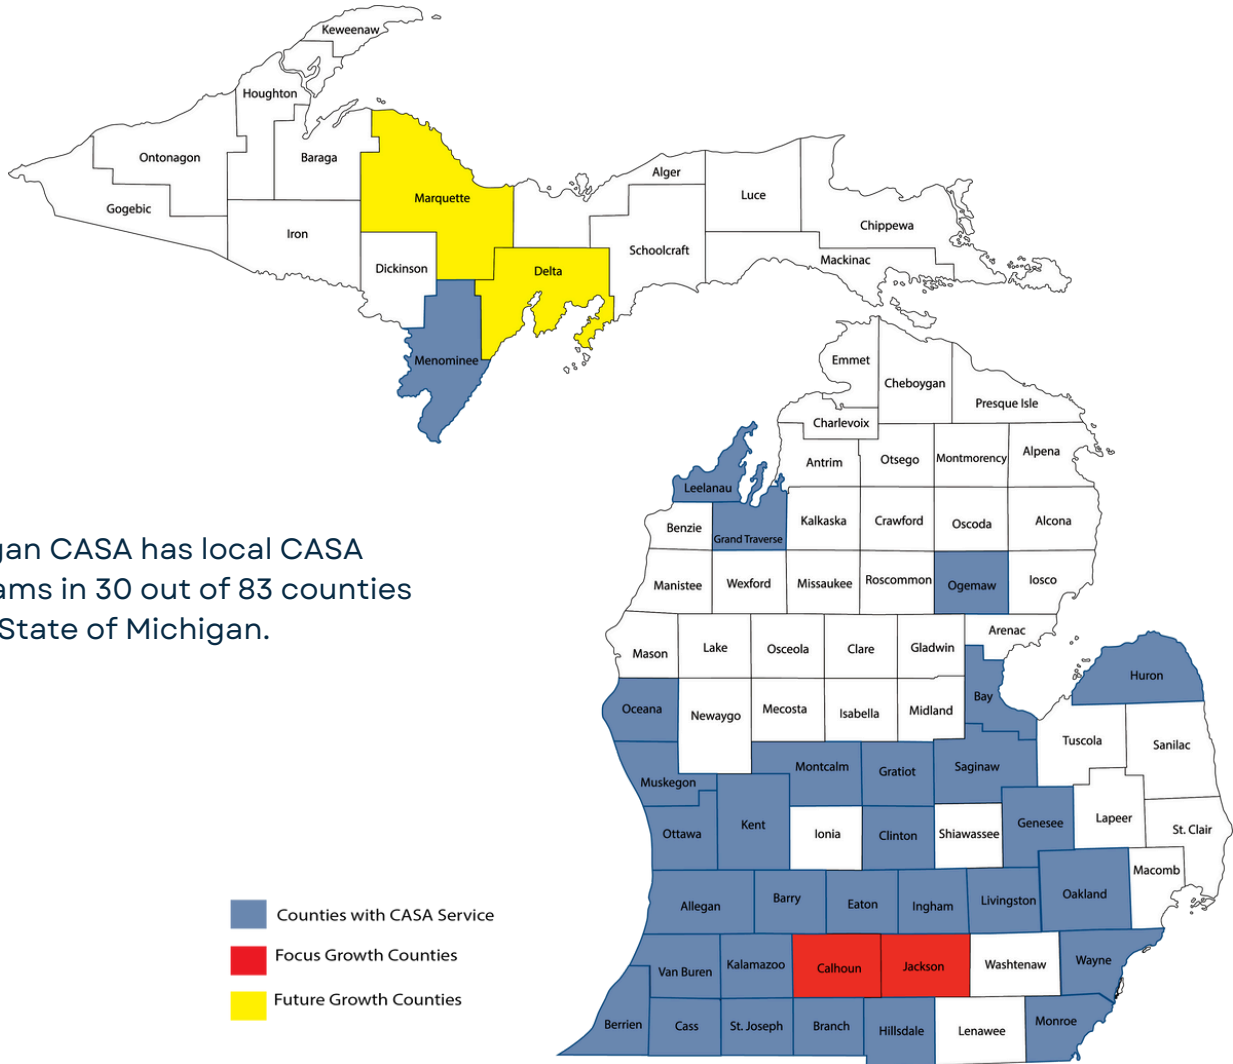 Keweenaw
Houghton
Ontonagon
Baraga
Gogebic
Marquette
Iron
Dickinson
Delta
Menominee
Alger
Luce
Schoolcraft
Chippewa
Mackinac
Emmet
Cheboygan
Presque Isle
Charlevoix
Antrim
Otsego
Montmorency
Alpena
Leelanau
Benzie
Grand Traverse
Kalkaska
Crawford
Oscoda
Alcona
gan CASA has local CASA
ams in 30 out of 83 counties
State of Michigan.
Manistee
Wexford
Missaukee
Roscommon
Ogemaw
Iosco
Mason
Lake
Osceola
Clare
Gladwin
Arenac
Oceana
Newaygo
Mecosta
Isabella
Midland
Bay
Huron
Tuscola
Sanilac
Muskegon
Montcalm
Gratiot
Saginaw
Ottawa
Kent
Ionia
Clinton
Shiawassee
Genesee
Lapeer
St. Clair
Allegan
Barry
Eaton
Ingham
Livingston
Oakland
Macomb
Van Buren
Kalamazoo
Calhoun
Jackson
Washtenaw
Wayne
Berrien
Cass
St. Joseph
Branch
Hillsdale
Lenawee
Monroe
Counties with CASA Service
Focus Growth Counties
Future Growth Counties